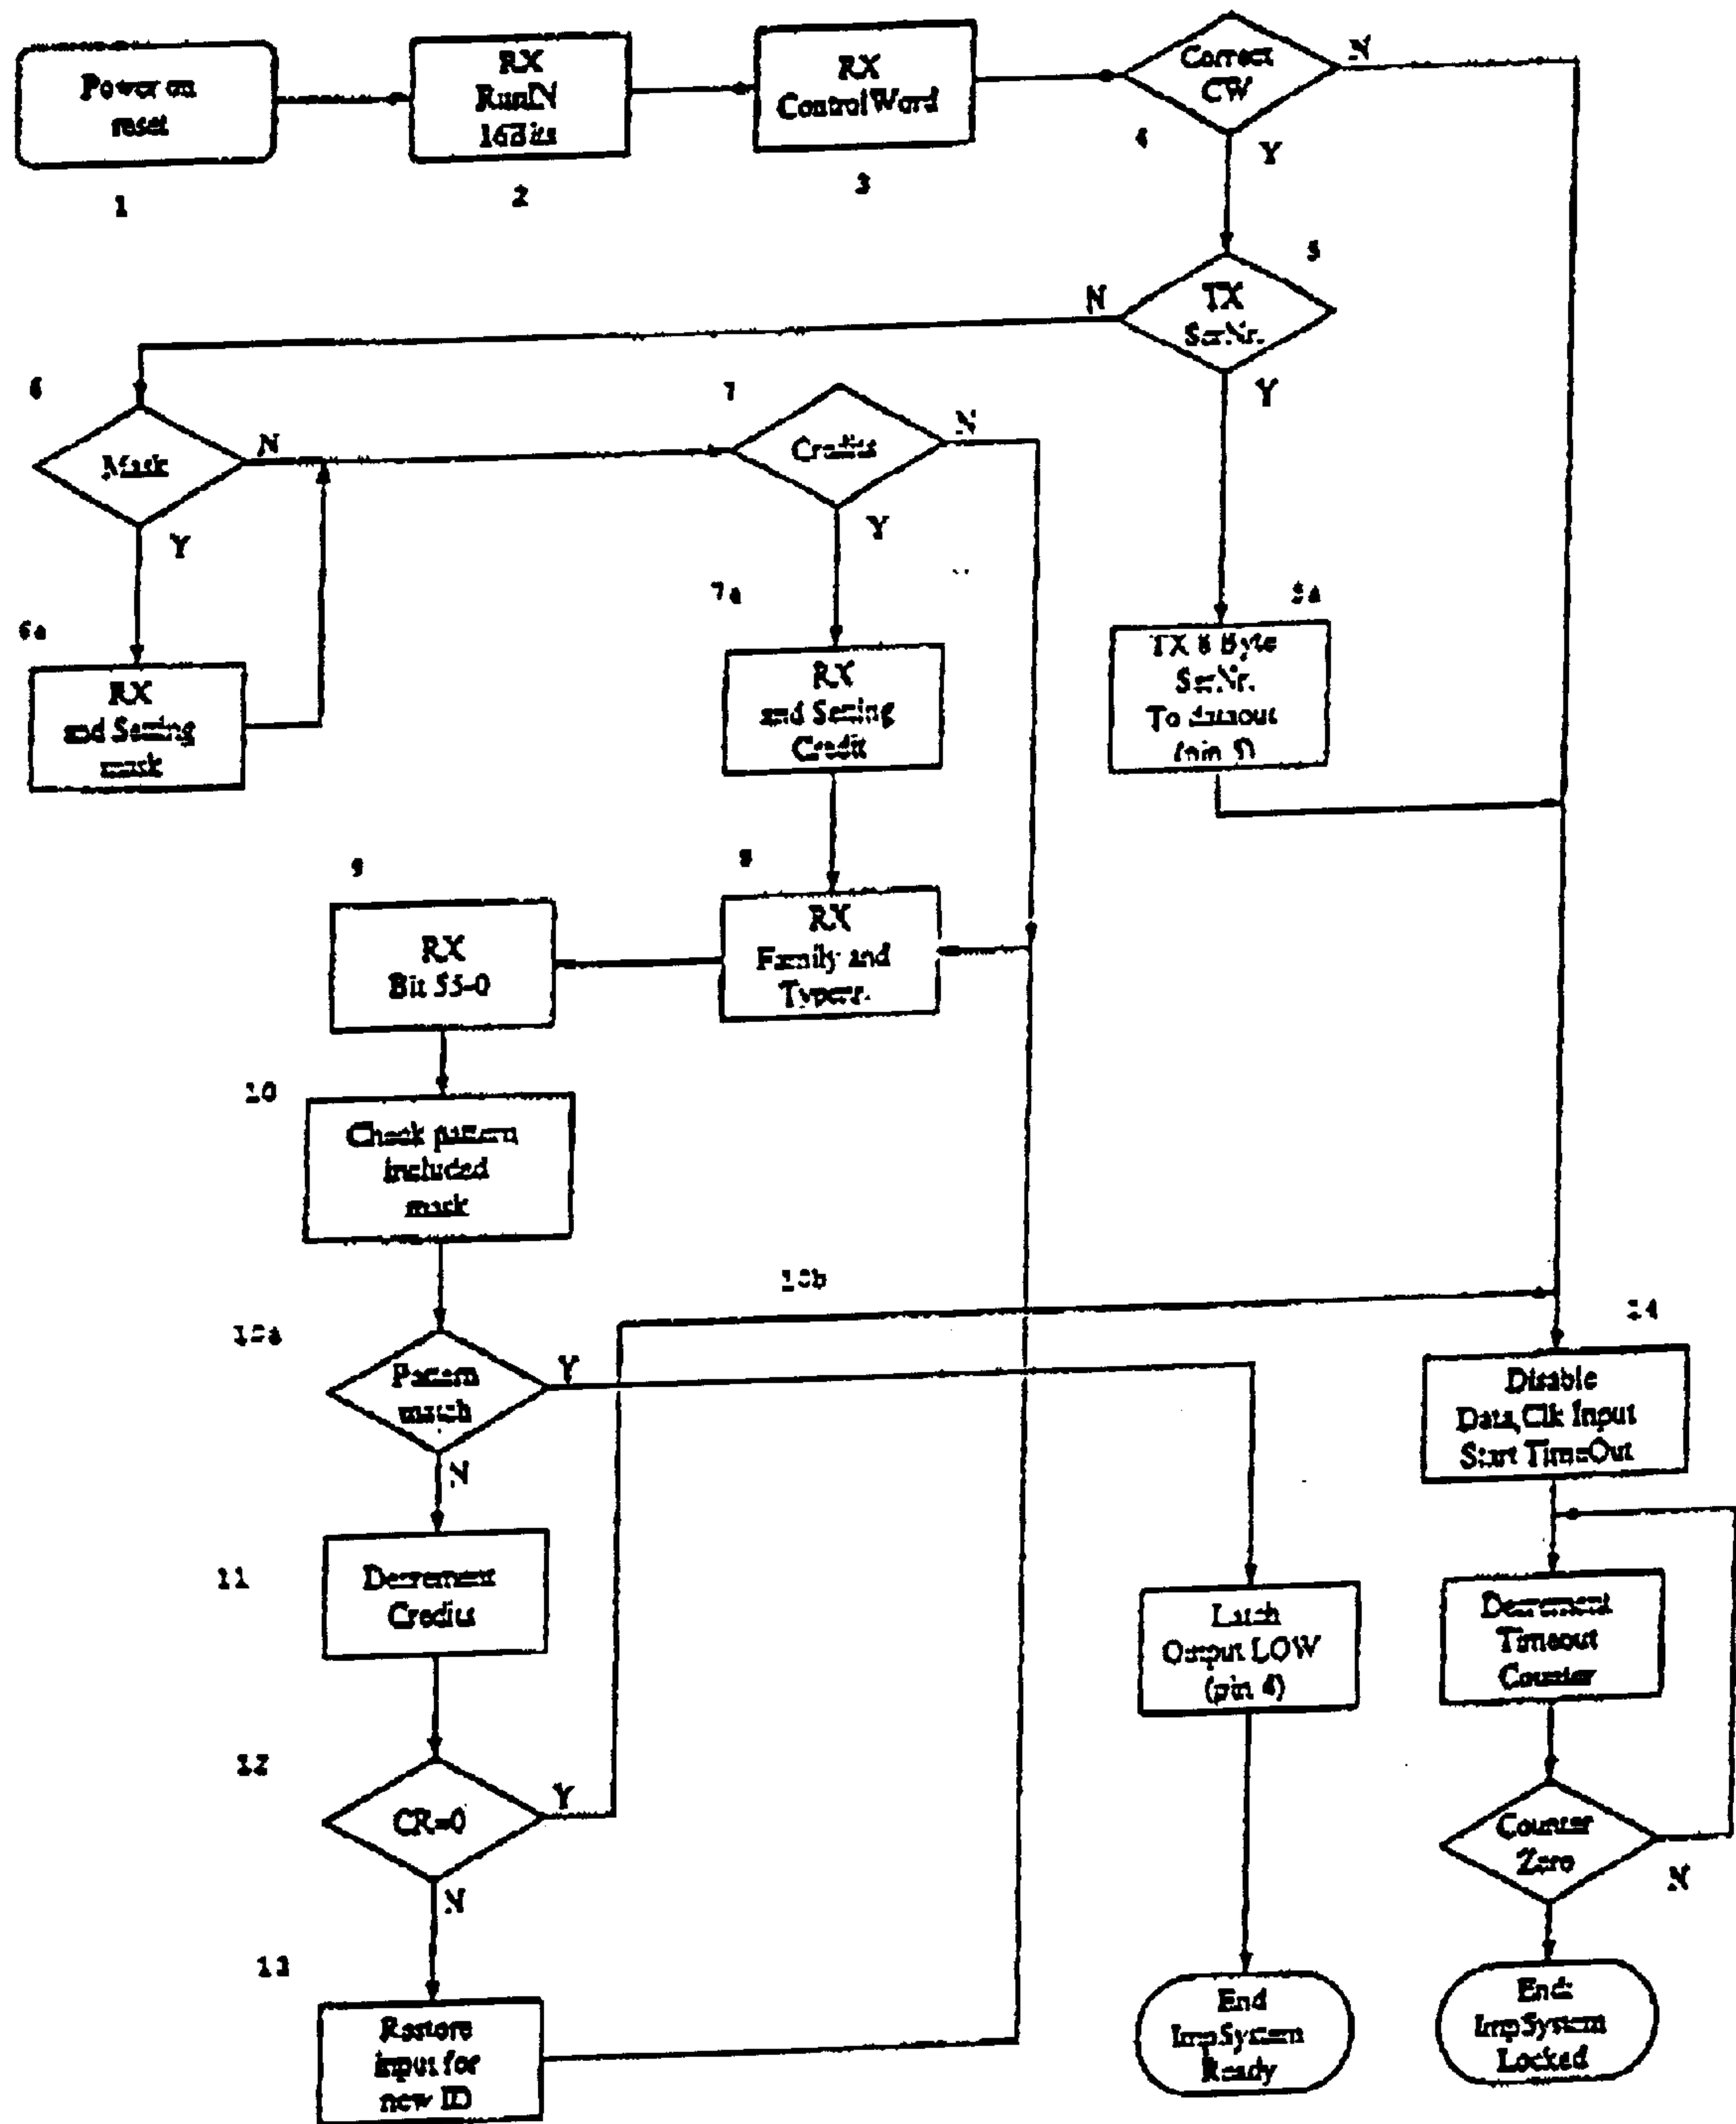 Power on
reset
1
RX
RunIN
16Bits
2
RX
ControlWord
3
Correct
CW
4
N
Y
5
TX
SerNr.
N
Y
6
Mask
N
Y
7
Credits
N
Y
6a
RX
and Setting
mask
7a
RX
and Setting
Credit
5a
TX 8 Byte
SerNr.
To dataout
(pin 5)
9
RX
Bit 55-0
8
RX
Family and
10
Check pattern
included
mask
10a
Pattern
match
Y
N
10b
14
Disable
Data,Clk Input
Start TimeOut
11
Decrement
Credits
Latch
Output LOW
(pin 4)
Decrement
Timeout
Counter
12
CR=0
Y
N
Counter
Zero
N
13
Restore
input for
new ID
End
ImpSystem
Ready
End:
ImpSystem
Locked